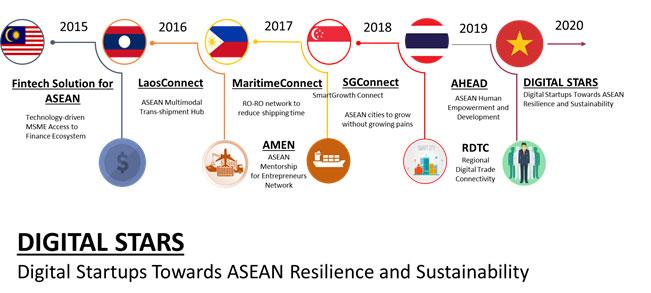 2015
2016
2017
2018
2019
2020
Fintech Solution for
ASEAN
Technology-driven
MSME Access to
Finance Ecosystem
LaosConnect
ASEAN Multimodal
Trans-shipment Hub
MaritimeConnect
RO-RO network to
reduce shipping time
AMEN
ASEAN
Mentorship
for Entrepreneurs
Network
SGConnect
SmartGrowth Connect
ASEAN cities to grow
without growing pains
AHEAD
ASEAN Human
Empowerment and
Development
RDTC
Regional
Digital Trade
Connectivity
DIGITAL STARS
Digital Startups Towards ASEAN
Resilience and Sustainability
$
DIGITAL STARS
Digital Startups Towards ASEAN Resilience and Sustainability